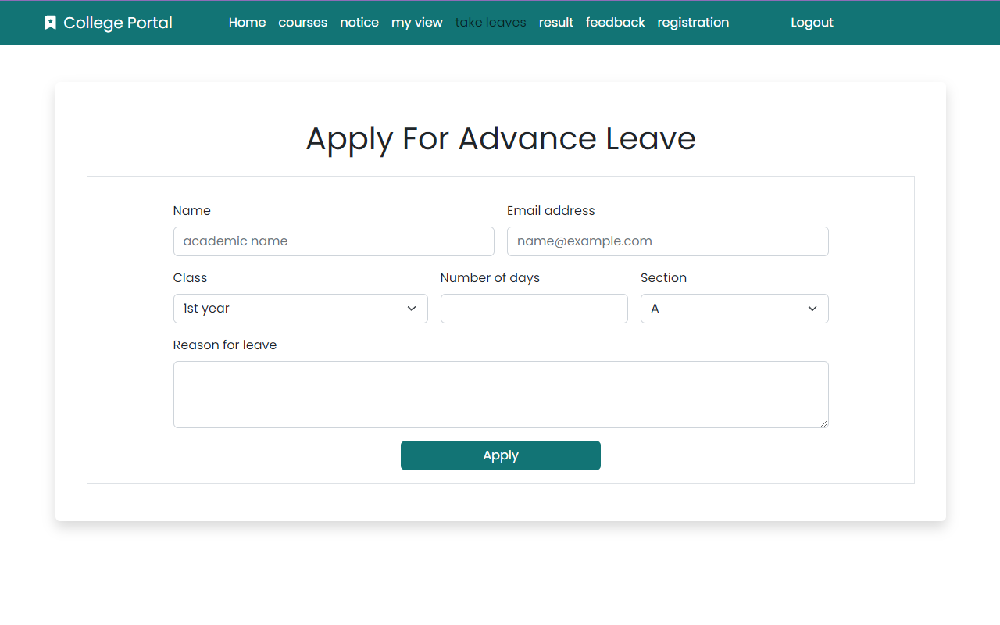 College Portal Home courses notice my view take leaves result feedback registration Logout
Apply For Advance Leave
Name Email address
academic name name@example.com
Class Number of days Section
1st year A
Reason for leave
Apply